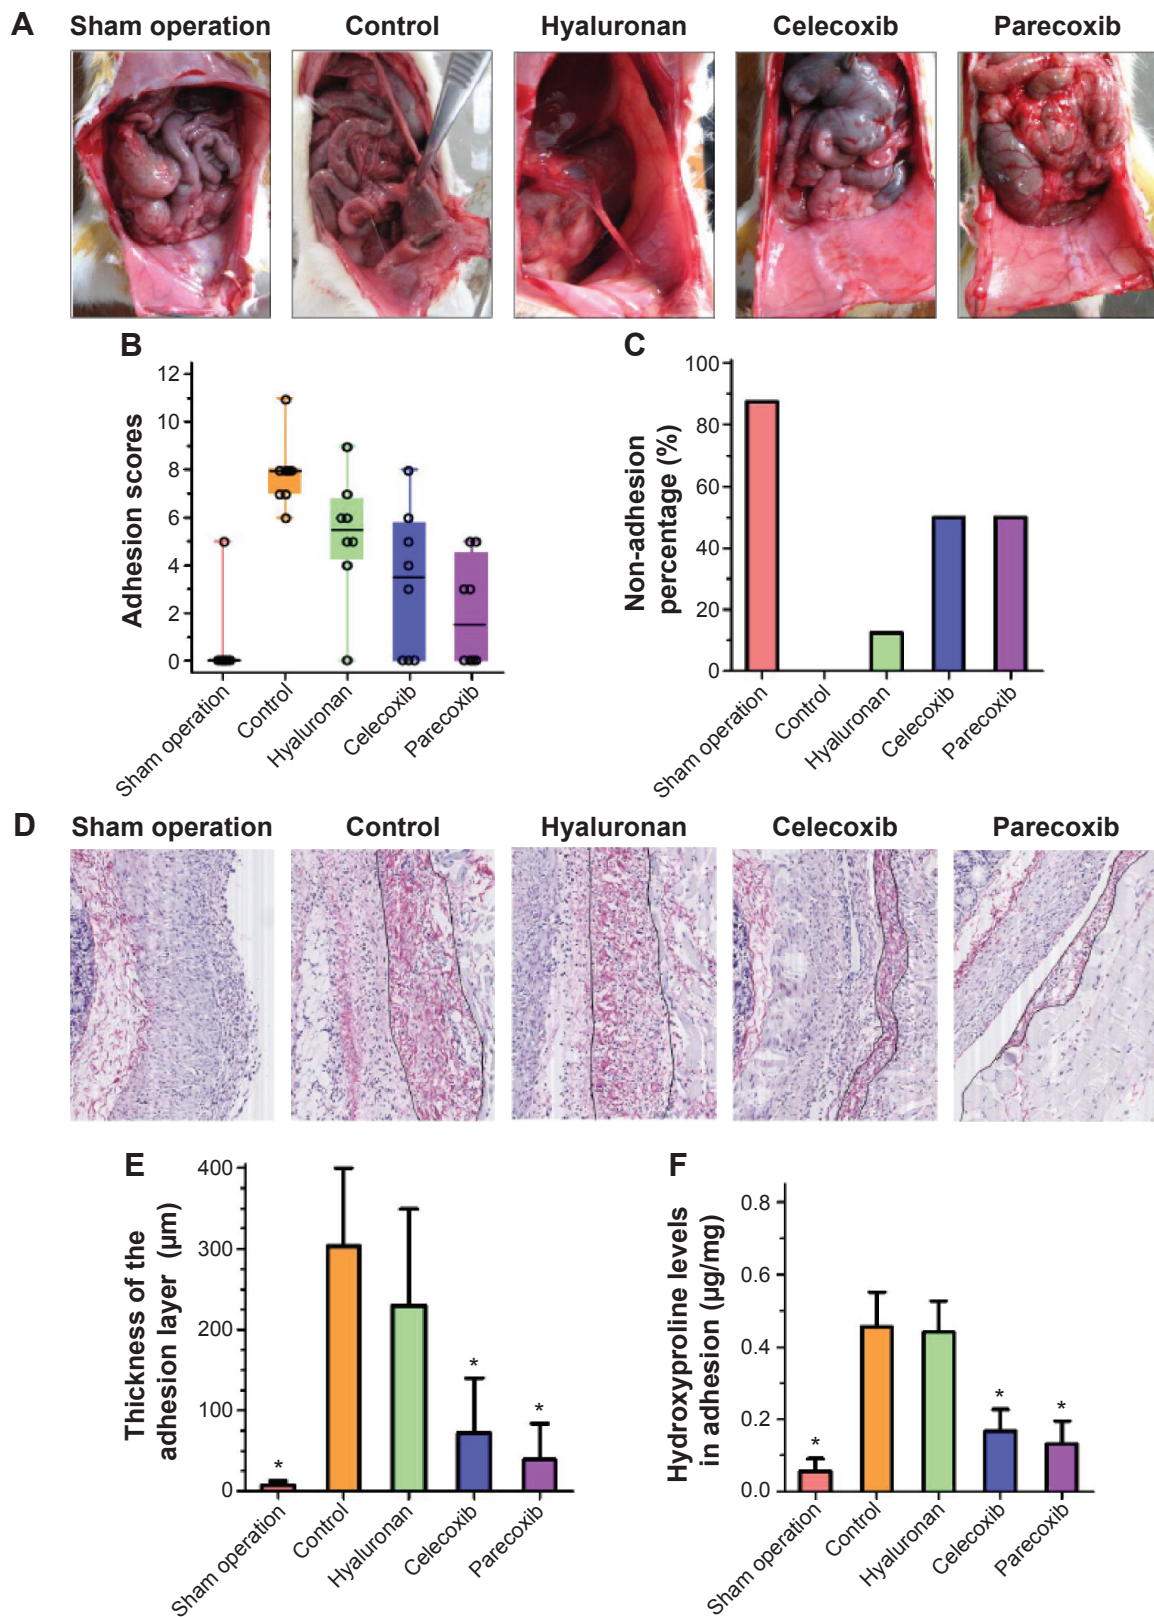 A Sham operation Control Hyaluronan Celecoxib Parecoxib
B
Adhesion scores
12
10
8
6
4
2
0
Sham operation
Control
Hyaluronan
Celecoxib
Parecoxib
C
Non-adhesion
percentage (%)
100
80
60
40
20
0
Sham operation
Control
Hyaluronan
Celecoxib
Parecoxib
D Sham operation Control Hyaluronan Celecoxib Parecoxib
E
Thickness of the
adhesion layer (µm)
400
300
200
100
0
*
*
*
Sham operation
Control
Hyaluronan
Celecoxib
Parecoxib
F
Hydroxyproline levels
in adhesion (µg/mg)
0.8
0.6
0.4
0.2
0.0
*
*
*
Sham operation
Control
Hyaluronan
Celecoxib
Parecoxib